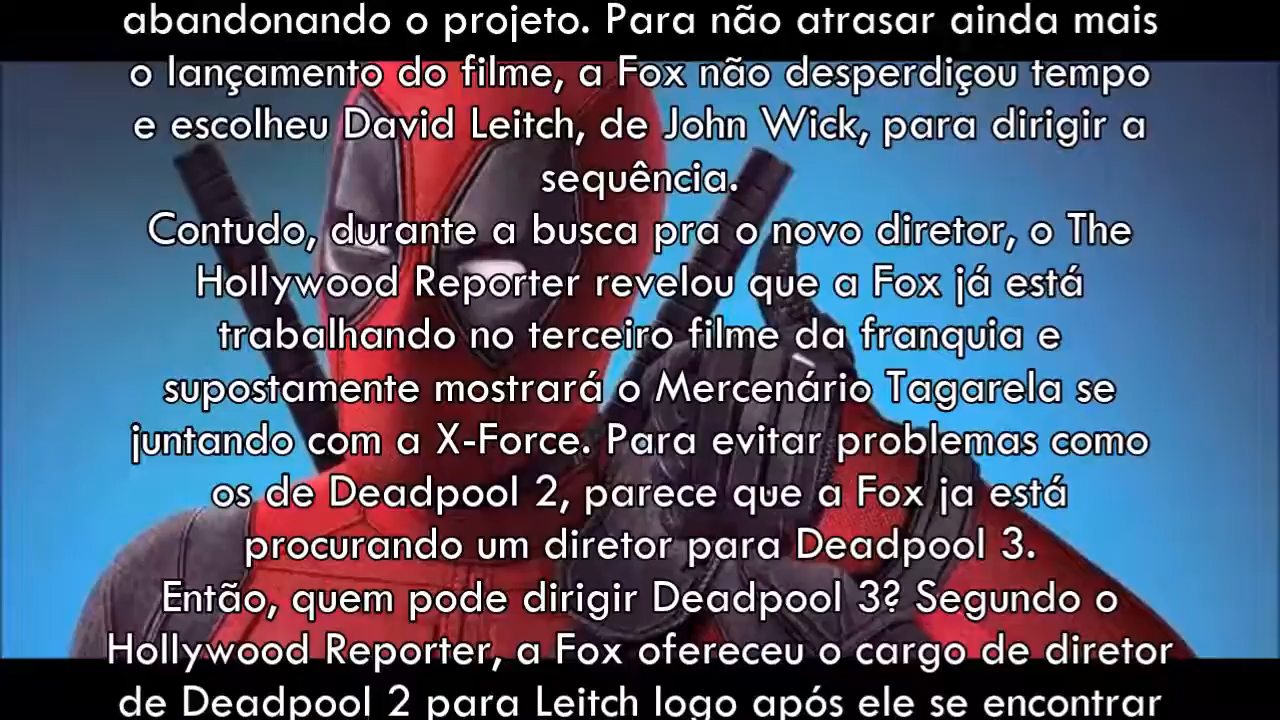 abandonando o projeto. Para não atrasar ainda mais
o lançamento do filme, a Fox não desperdiçou tempo
e escolheu David Leitch, de John Wick, para dirigir a
sequência.
Contudo, durante a busca pra o novo diretor, o The
Hollywood Reporter revelou que a Fox já está
trabalhando no terceiro filme da franquia e
supostamente mostrará o Mercenário Tagarela se
juntando com a X-Force. Para evitar problemas como
os de Deadpool 2, parece que a Fox ja está
procurando um diretor para Deadpool 3.
Então, quem pode dirigir Deadpool 3? Segundo o
Hollywood Reporter, a Fox ofereceu o cargo de diretor
de Deadpool 2 para Leitch logo após ele se encontrar